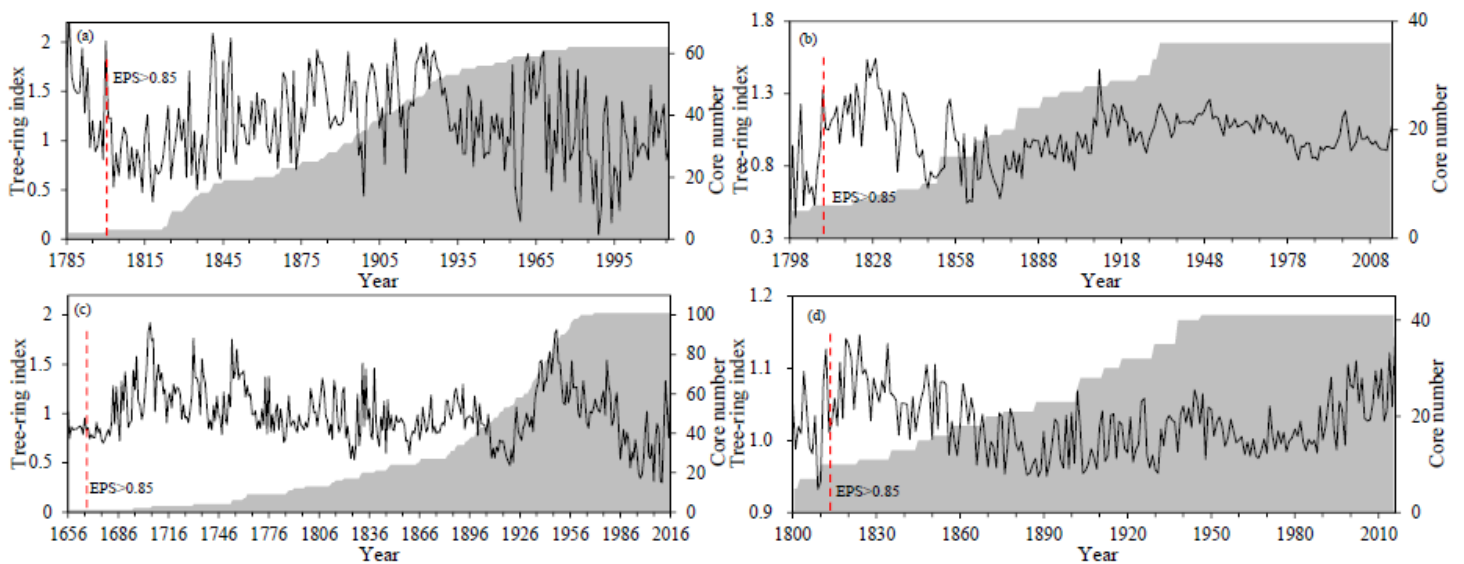 (a)
EPS>0.85
Tree-ring index
2
1.5
1
0.5
0
60
40
20
0
Core number
1785 1815 1845 1875 1905 1935 1965 1995
Year
(b)
EPS>0.85
Tree-ring index
1.8
1.3
0.8
0.3
40
20
0
Core number
1798 1828 1858 1888 1918 1948 1978 2008
Year
(c)
EPS>0.85
Tree-ring index
2
1.5
1
0.5
0
100
80
60
40
20
0
Core number
1656 1686 1716 1746 1776 1806 1836 1866 1896 1926 1956 1986 2016
Year
(d)
EPS>0.85
Tree-ring index
1.2
1.1
1.0
0.9
40
20
0
Core number
1800 1830 1860 1890 1920 1950 1980 2010
Year